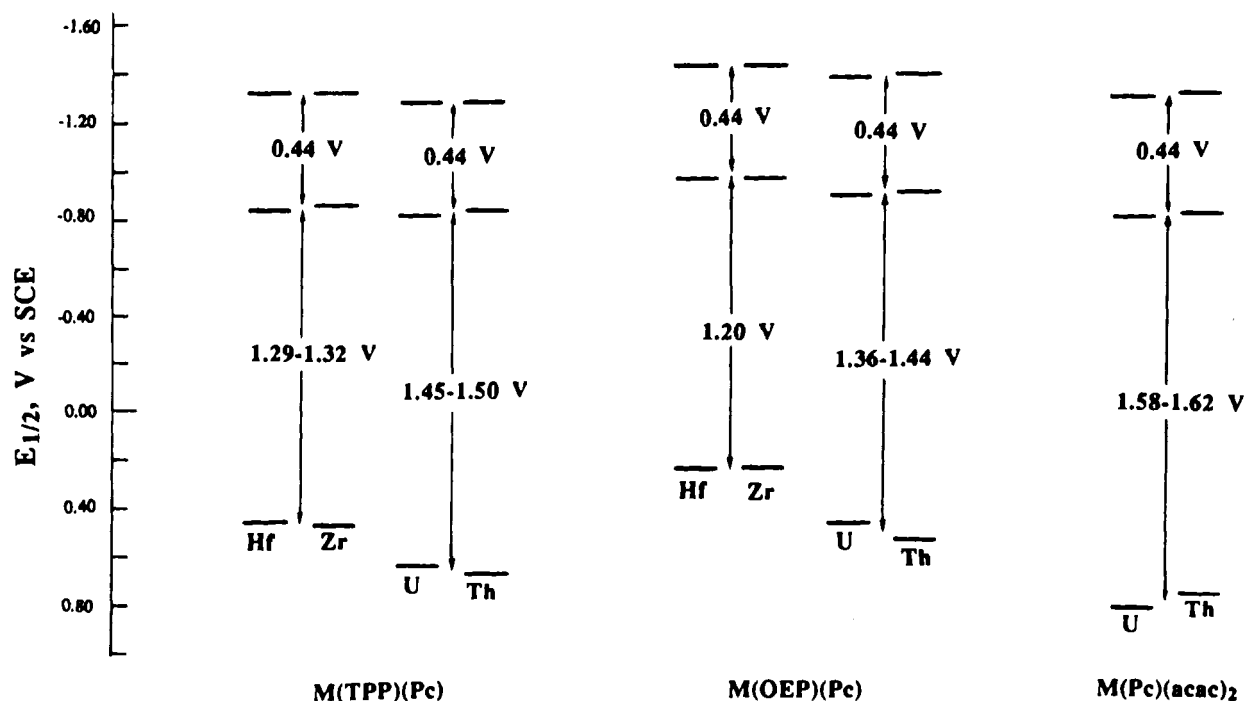 -1.60
-1.20
-0.80
-0.40
0.00
0.40
0.80
E1/2, V vs SCE
0.44 V
0.44 V
1.29-1.32 V
1.45-1.50 V
Hf Zr
U Th
M(TPP)(Pc)
0.44 V
0.44 V
1.20 V
1.36-1.44 V
Hf Zr
U Th
M(OEP)(Pc)
0.44 V
1.58-1.62 V
U Th
M(Pc)(acac)2